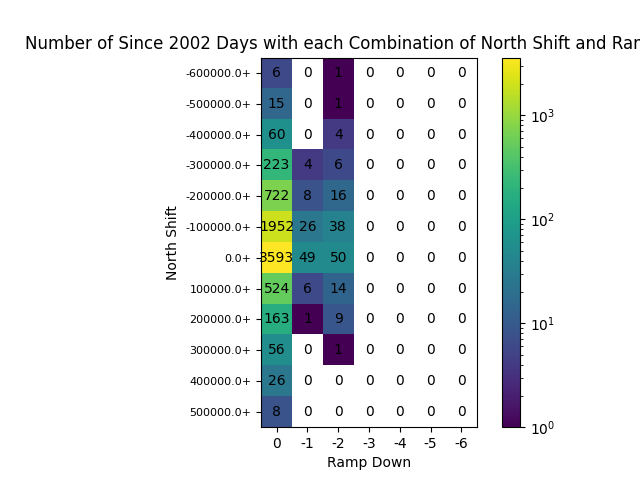 Number of Since 2002 Days with each Combination of North Shift and
-600000.0+ 6 0 1 0 0 0 0
-500000.0+ 15 0 1 0 0 0 0
-400000.0+ 60 0 4 0 0 0 0
-300000.0+ 223 4 6 0 0 0 0
-200000.0+ 722 8 16 0 0 0 0
-100000.0+ 1952 26 38 0 0 0 0
0.0+ 3593 49 50 0 0 0 0
100000.0+ 524 6 14 0 0 0 0
200000.0+ 163 1 9 0 0 0 0
300000.0+ 56 0 1 0 0 0 0
400000.0+ 26 0 0 0 0 0 0
500000.0+ 8 0 0 0 0 0 0
0 -1 -2 -3 -4 -5 -6
Ramp Down
North Shift
10³
10²
10¹
10⁰